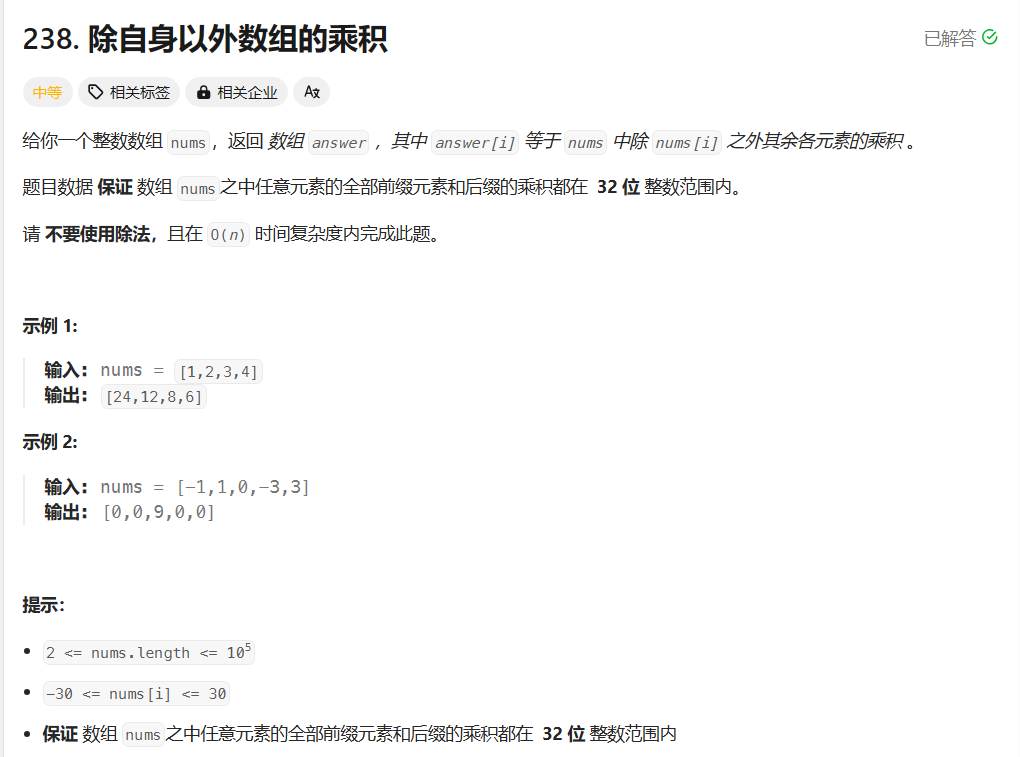 238. 除自身以外数组的乘积
已解答
中等 相关标签 相关企业 Aあ
给你一个整数数组 nums，返回 数组 answer ，其中 answer[i] 等于 nums 中除 nums[i] 之外其余各元素的乘积 。
题目数据 保证 数组 nums之中任意元素的全部前缀元素和后缀的乘积都在 32 位 整数范围内。
请 不要使用除法，且在 O(n) 时间复杂度内完成此题。
示例 1:
输入: nums = [1,2,3,4]
输出: [24,12,8,6]
示例 2:
输入: nums = [-1,1,0,-3,3]
输出: [0,0,9,0,0]
提示：
2 <= nums.length <= 10⁵
-30 <= nums[i] <= 30
保证 数组 nums之中任意元素的全部前缀元素和后缀的乘积都在 32 位 整数范围内